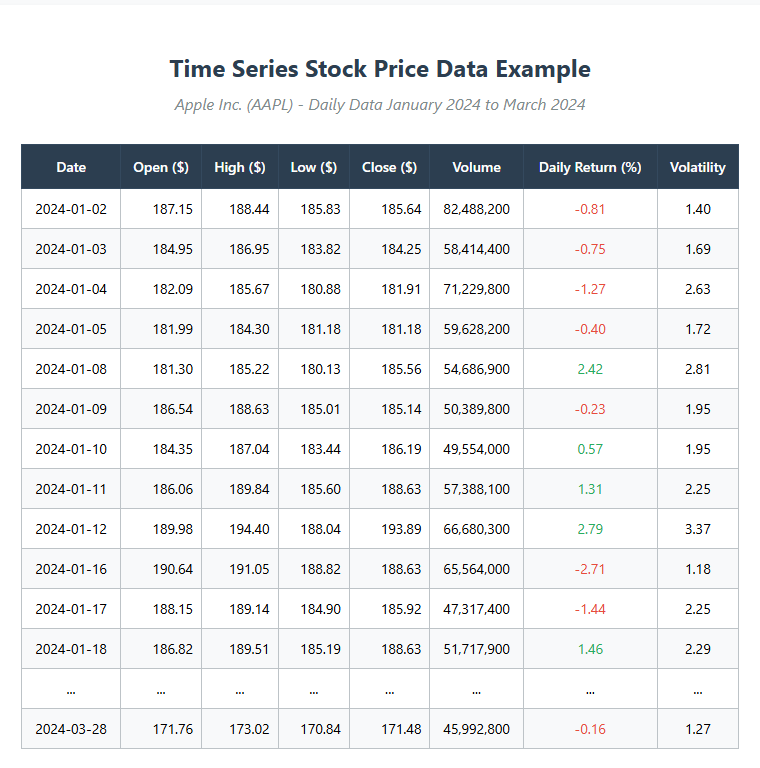 Time Series Stock Price Data Example
Apple Inc. (AAPL) - Daily Data January 2024 to March 2024
Date Open ($) High ($) Low ($) Close ($) Volume Daily Return (%) Volatility
2024-01-02 187.15 188.44 185.83 185.64 82,488,200 -0.81 1.40
2024-01-03 184.95 186.95 183.82 184.25 58,414,400 -0.75 1.69
2024-01-04 182.09 185.67 180.88 181.91 71,229,800 -1.27 2.63
2024-01-05 181.99 184.30 181.18 181.18 59,628,200 -0.40 1.72
2024-01-08 181.30 185.22 180.13 185.56 54,686,900 2.42 2.81
2024-01-09 186.54 188.63 185.01 185.14 50,389,800 -0.23 1.95
2024-01-10 184.35 187.04 183.44 186.19 49,554,000 0.57 1.95
2024-01-11 186.06 189.84 185.60 188.63 57,388,100 1.31 2.25
2024-01-12 189.98 194.40 188.04 193.89 66,680,300 2.79 3.37
2024-01-16 190.64 191.05 188.82 188.63 65,564,000 -2.71 1.18
2024-01-17 188.15 189.14 184.90 185.92 47,317,400 -1.44 2.25
2024-01-18 186.82 189.51 185.19 188.63 51,717,900 1.46 2.29
... ... ... ... ... ... ... ...
2024-03-28 171.76 173.02 170.84 171.48 45,992,800 -0.16 1.27